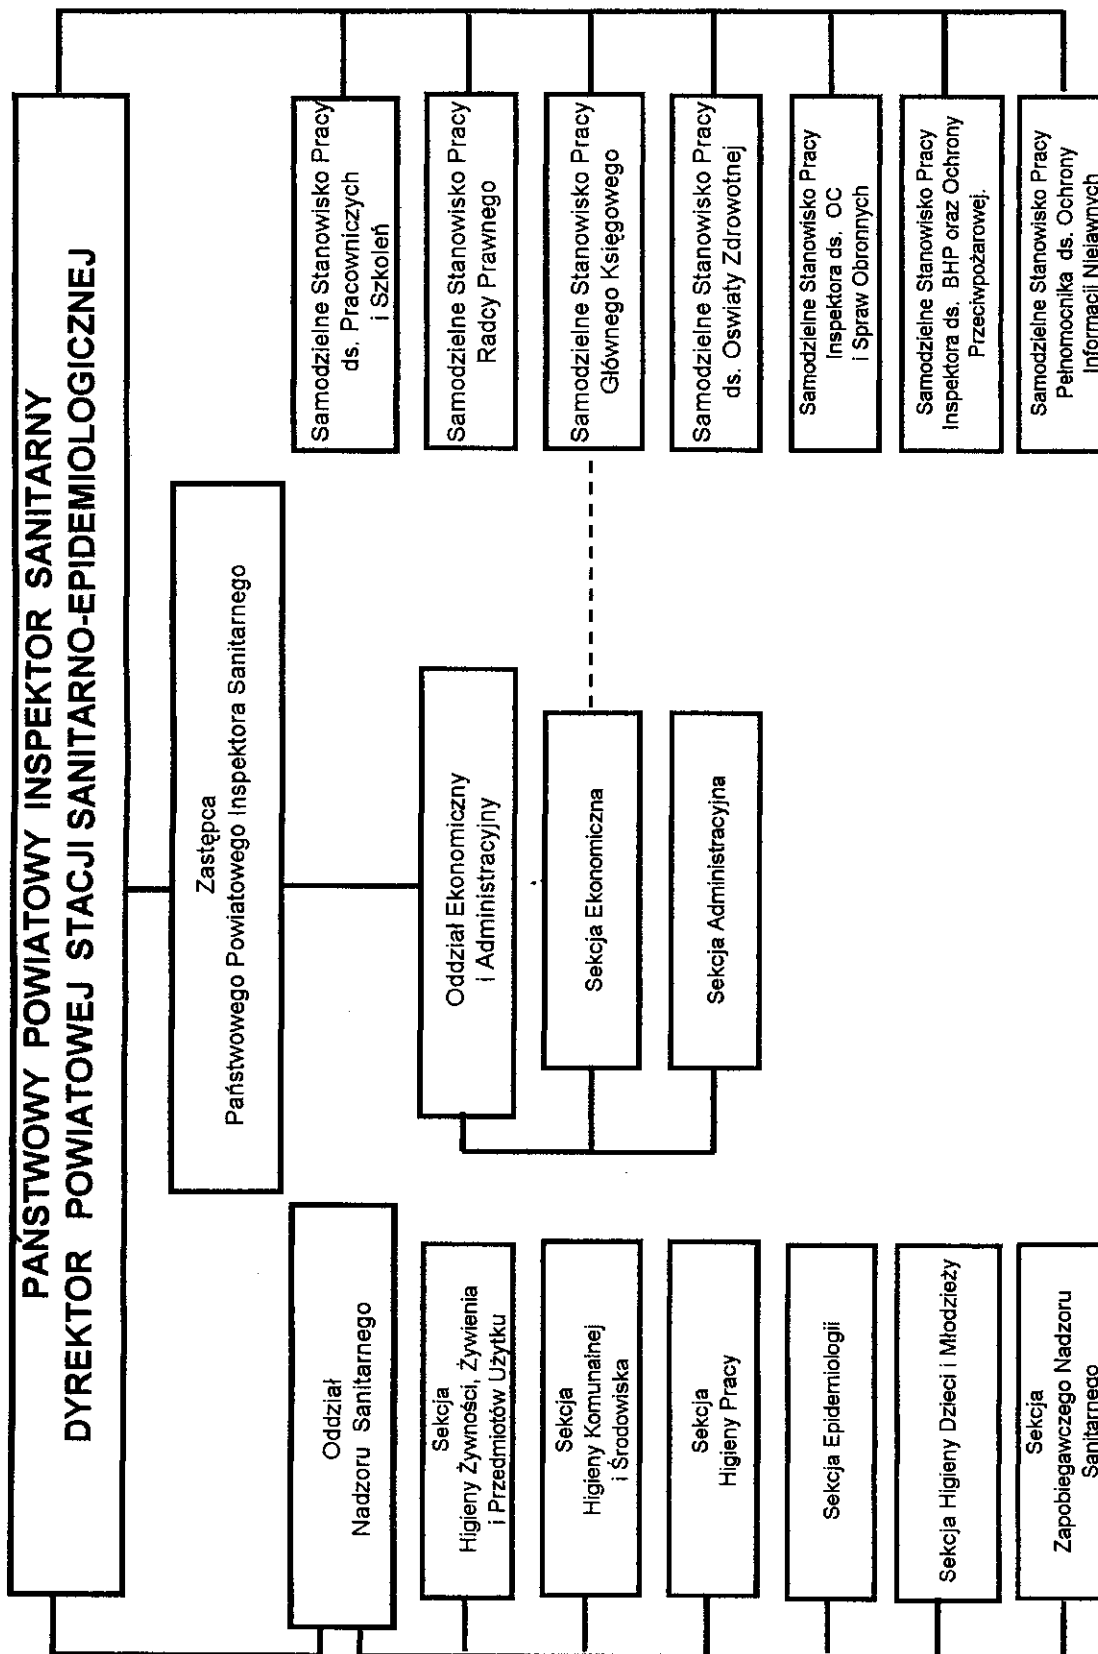 PAŃSTWOWY POWIATOWY INSPEKTOR SANITARNY
DYREKTOR POWIATOWEJ STACJI SANITARNO-EPIDEMIOLOGICZNEJ
Zastępca
Państwowego Powiatowego Inspektora Sanitarnego
Oddział
Nadzoru Sanitarnego
Sekcja
Higieny Żywności, Żywienia
i Przedmiotów Użytku
Sekcja
Higieny Komunalnej
i Środowiska
Sekcja
Higieny Pracy
Sekcja Epidemiologii
Sekcja Higieny Dzieci i Młodzieży
Sekcja
Zapobiegawczego Nadzoru
Sanitarnego
Oddział Ekonomiczny
i Administracyjny
Sekcja Ekonomiczna
Sekcja Administracyjna
Samodzielne Stanowisko Pracy
ds. Pracowniczych
i Szkoleń
Samodzielne Stanowisko Pracy
Radcy Prawnego
Samodzielne Stanowisko Pracy
Głównego Księgowego
Samodzielne Stanowisko Pracy
ds. Oswiaty Zdrowotnej
Samodzielne Stanowisko Pracy
Inspektora ds. OC
i Spraw Obronnych
Samodzielne Stanowisko Pracy
Inspektora ds. BHP oraz Ochrony
Przeciwpożarowej.
Samodzielne Stanowisko Pracy
Pełnomocnika ds. Ochrony
Informacji Niejawnych